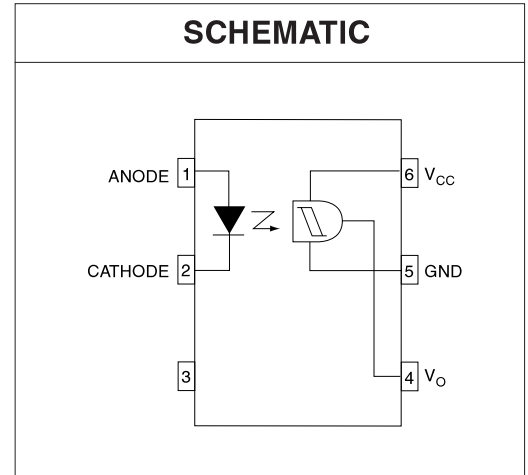 SCHEMATIC
ANODE 1
6 VCC
CATHODE 2
5 GND
3
4 VO